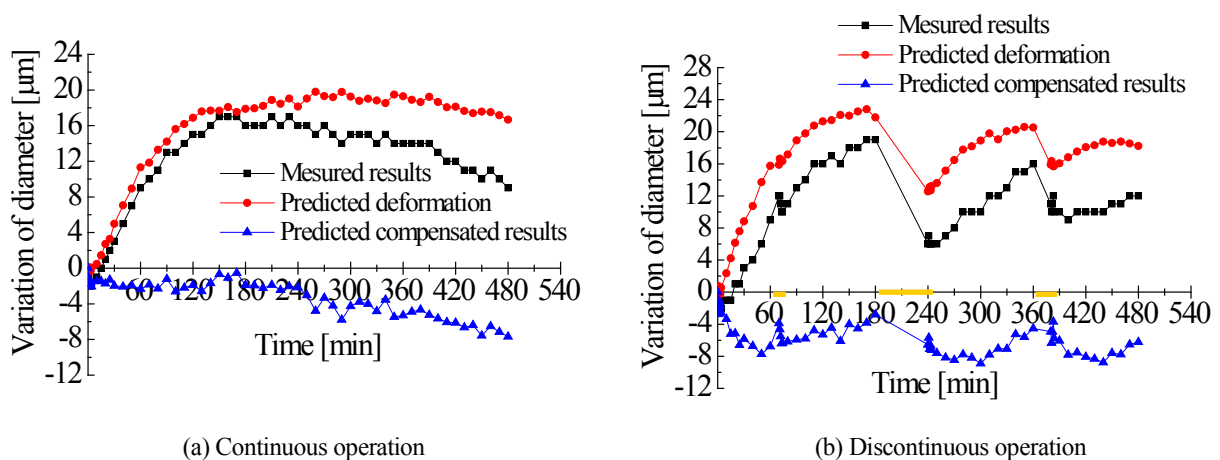 Variation of diameter [µm]
24
20
16
12
8
4
0
-4
-8
-12
60 120 180 240 300 360 420 480 540
Time [min]
Mesured results
Predicted deformation
Predicted compensated results
(a) Continuous operation
Mesured results
Predicted deformation
Predicted compensated results
Variation of diameter [µm]
28
24
20
16
12
8
4
0
-4
-8
-12
60 120 180 240 300 360 420 480 540
Time [min]
(b) Discontinuous operation